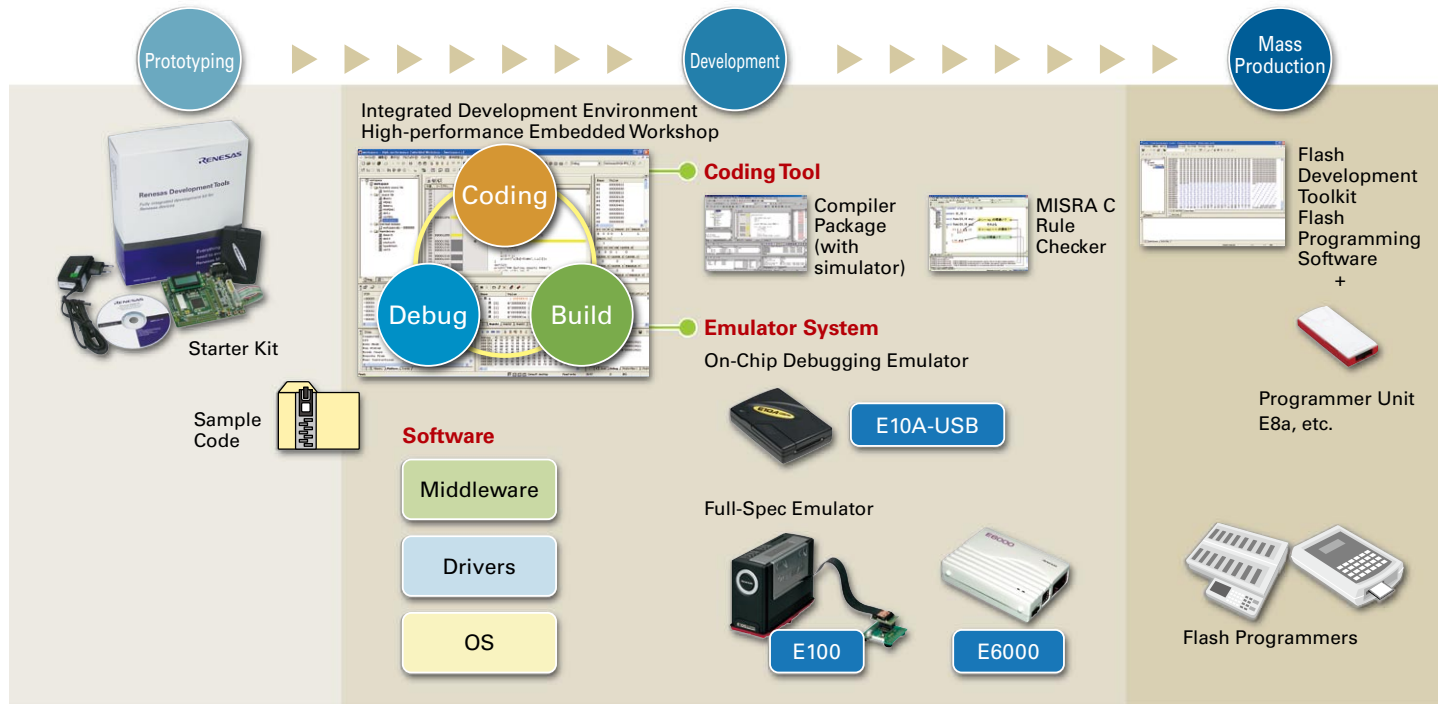 Prototyping
Development
Mass
Production
RENESAS
Renesas Development Tools
Starter Kit
Sample
Code
Integrated Development Environment
High-performance Embedded Workshop
Coding
Debug
Build
Software
Middleware
Drivers
OS
Coding Tool
Compiler
Package
(with
simulator)
MISRA C
Rule
Checker
Emulator System
On-Chip Debugging Emulator
E10A-USB
E10A-USB
Full-Spec Emulator
E100
E6000
E6000
Flash
Development
Toolkit
Flash
Programming
Software
+
Programmer Unit
E8a, etc.
Flash Programmers